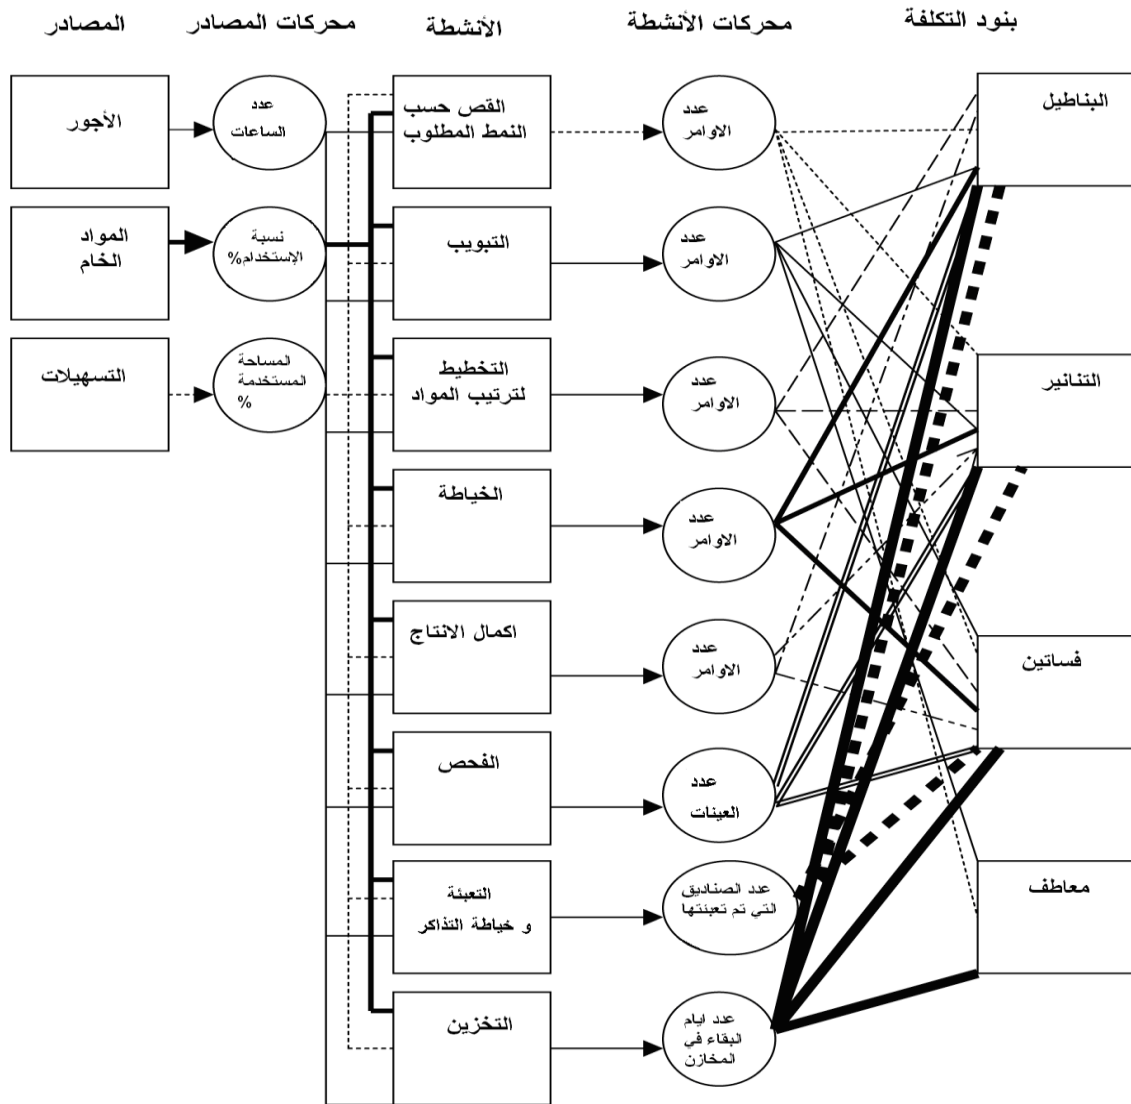 المصادر
محركات المصادر
الأنشطة
محركات الأنشطة
بنود التكلفة
الأجور
عدد
الساعات
القص حسب
النمط المطلوب
عدد
الاوامر
البناطيل
المواد
الخام
نسبة
الإستخدام%
التبويب
عدد
الاوامر
التسهيلات
المساحة
المستخدمة
%
التخطيط
لترتيب المواد
عدد
الاوامر
التنانير
الخياطة
عدد
الاوامر
اكمال الانتاج
عدد
الاوامر
فساتين
الفحص
عدد
العينات
التعبئة
و خياطة التذاكر
عدد الصناديق
التي تم تعبئتها
معاطف
التخزين
عدد ايام
البقاء في
المخازن